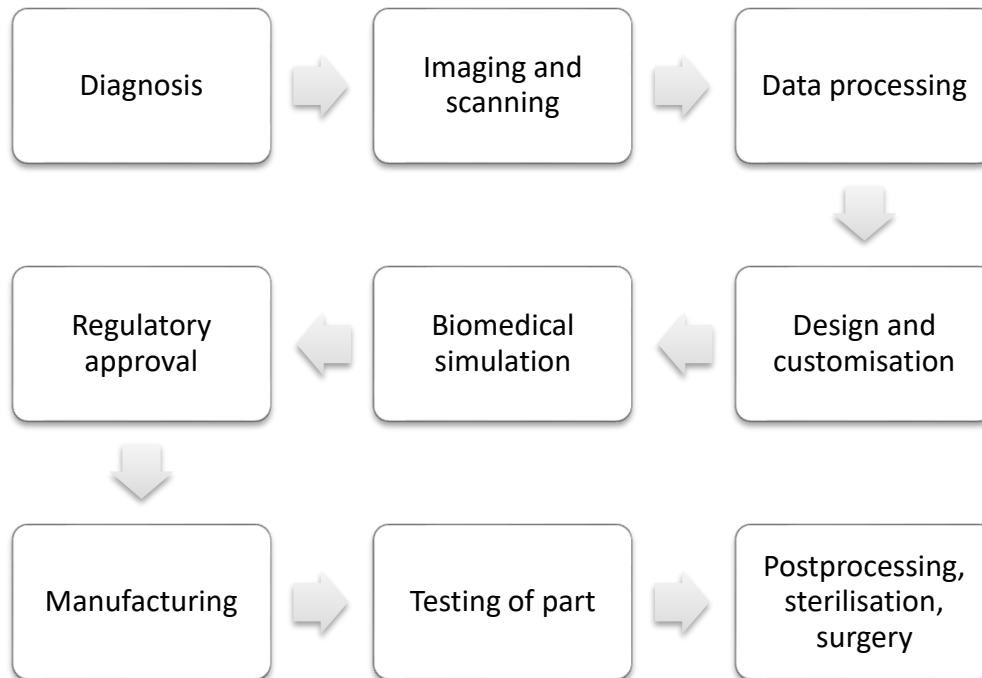 Diagnosis
Imaging and
scanning
Data processing
Design and
customisation
Biomedical
simulation
Regulatory
approval
Manufacturing
Testing of part
Postprocessing,
sterilisation,
surgery